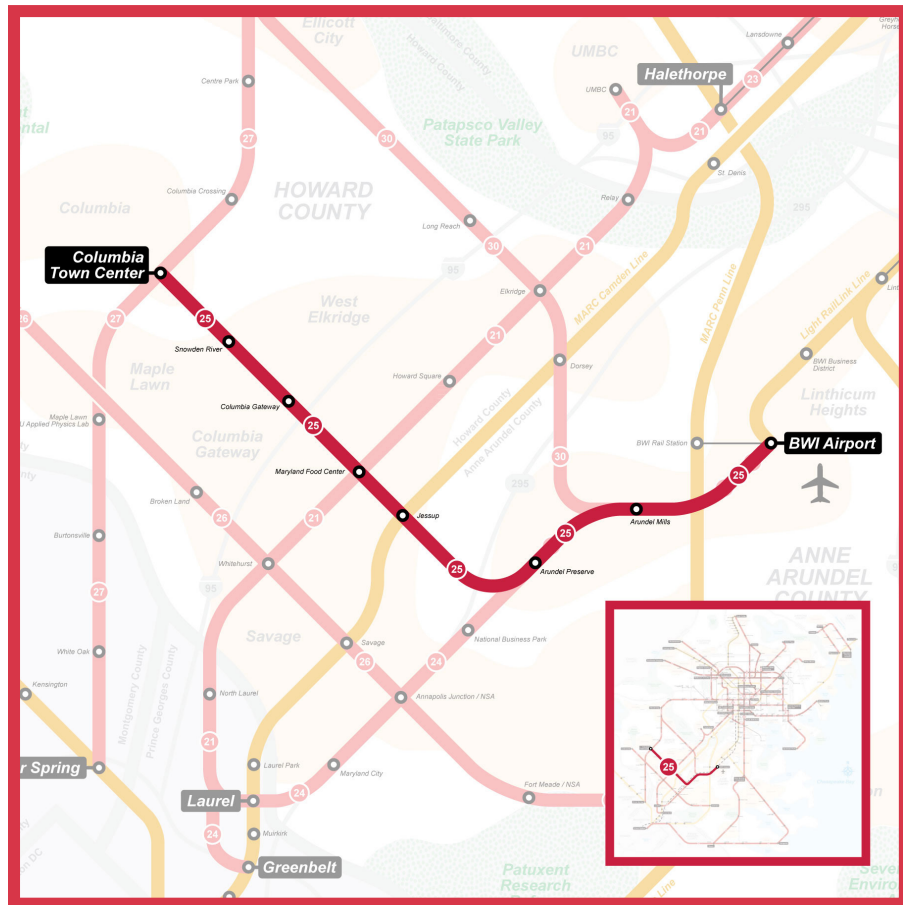 Ellicott
City
UMBC
Lansdowne
Halethorpe
23
Centre Park
UMBC
21
21
Patapsco Valley
State Park
95
27
30
St. Denis
HOWARD
COUNTY
Columbia Crossing
Columbia
Relay
295
Long Reach
30
21
Columbia
Town Center
95
Elkridge
MARC Camden Line
MARC Penn Line
Light RailLink Line
West
Elkridge
25
27
26
Snowden River
21
Maple
Lawn
Howard Square
Dorsey
BWI Business
District
Linthicum
Heights
Columbia Gateway
Howard County
Anne Arundel County
Maple Lawn
U Applied Physics Lab
25
Columbia
Gateway
BWI Rail Station
BWI Airport
Maryland Food Center
30
25
295
Broken Land
26
21
Jessup
Arundel Mills
25
Burtonsville
Whitehurst
25
Arundel Preserve
ANNE
ARUNDEL
COUNTY
95
27
Savage
National Business Park
White Oak
Savage
24
26
Kensington
Montgomery County
Prince Georges County
North Laurel
Annapolis Junction / NSA
21
r Spring
Laurel Park
Maryland City
25
Fort Meade / NSA
Laurel
24
24
Muirkirk
Greenbelt
Patuxent
Research